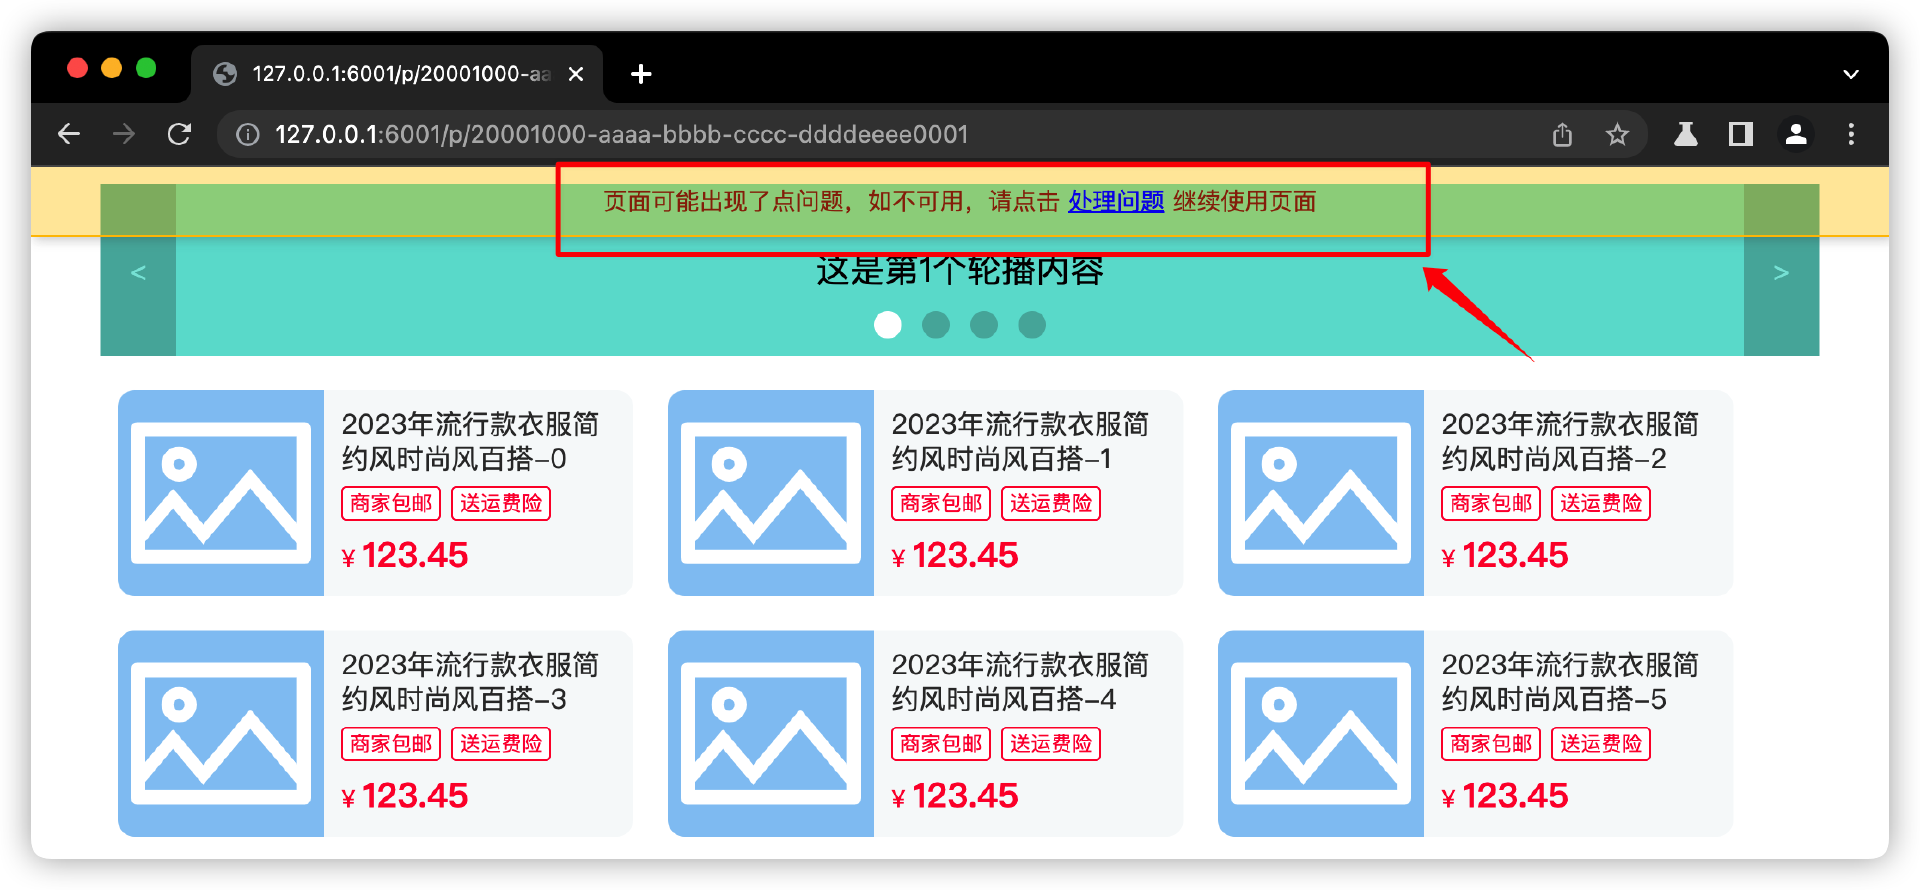 127.0.0.1:6001/p/20001000-aa
127.0.0.1:6001/p/20001000-aaaa-bbbb-cccc-ddddeeee0001
页面可能出现了点问题，如不可用，请点击 处理问题 继续使用页面
< 这是第1个轮播内容 >
2023年流行款衣服简
约风时尚风百搭-0
商家包邮 送运费险
¥ 123.45
2023年流行款衣服简
约风时尚风百搭-1
商家包邮 送运费险
¥ 123.45
2023年流行款衣服简
约风时尚风百搭-2
商家包邮 送运费险
¥ 123.45
2023年流行款衣服简
约风时尚风百搭-3
商家包邮 送运费险
¥ 123.45
2023年流行款衣服简
约风时尚风百搭-4
商家包邮 送运费险
¥ 123.45
2023年流行款衣服简
约风时尚风百搭-5
商家包邮 送运费险
¥ 123.45